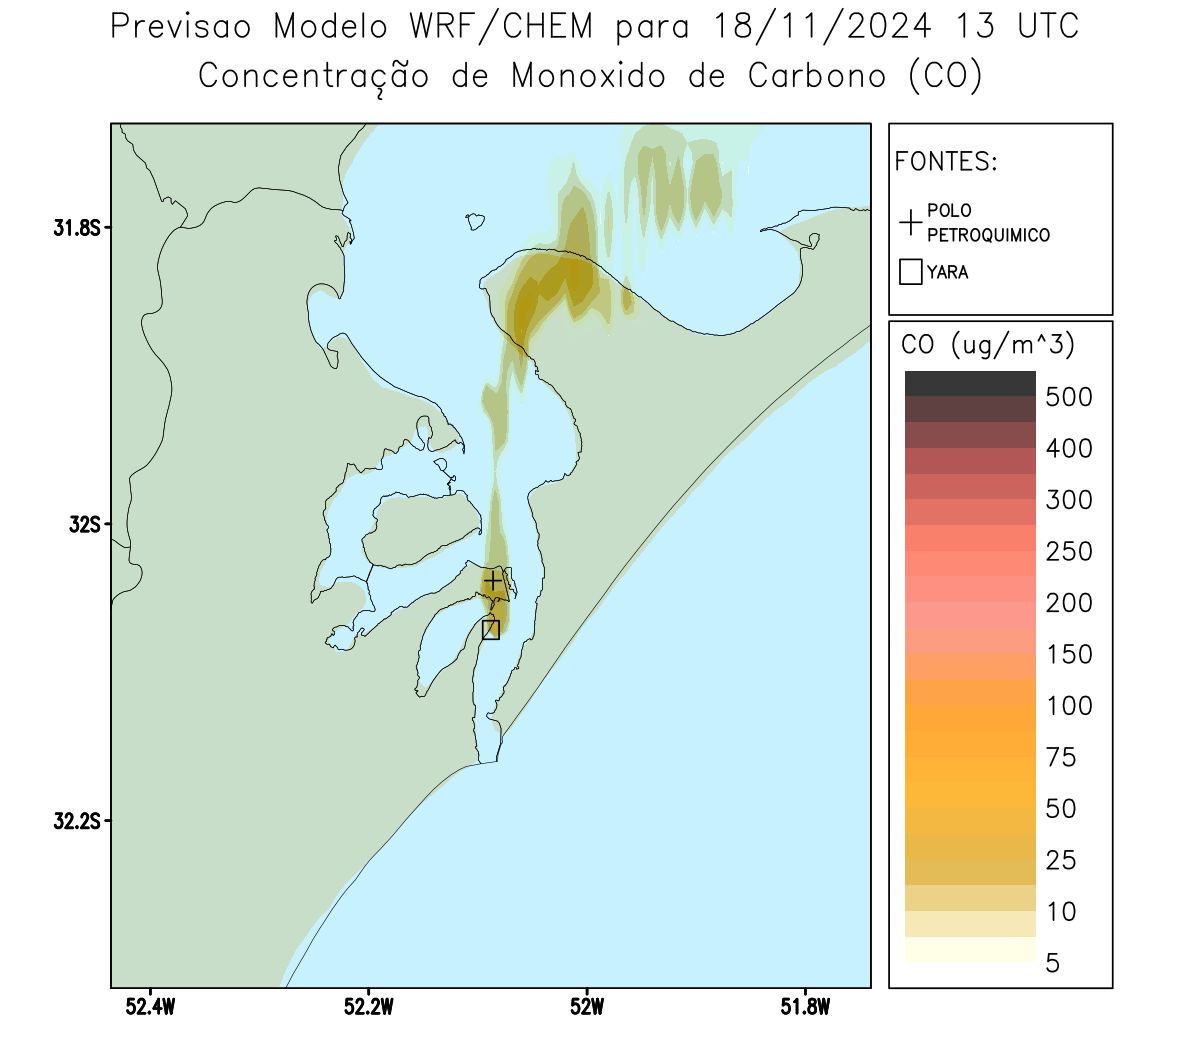 Previsao Modelo WRF/CHEM para 18/11/2024 13 UTC
Concentração de Monoxido de Carbono (CO)
FONTES:
POLO
PETROQUIMICO
YARA
CO (ug/m^3)
500
400
300
250
200
150
100
75
50
25
10
5
31.8S
32S
32.2S
52.4W
52.2W
52W
51.8W